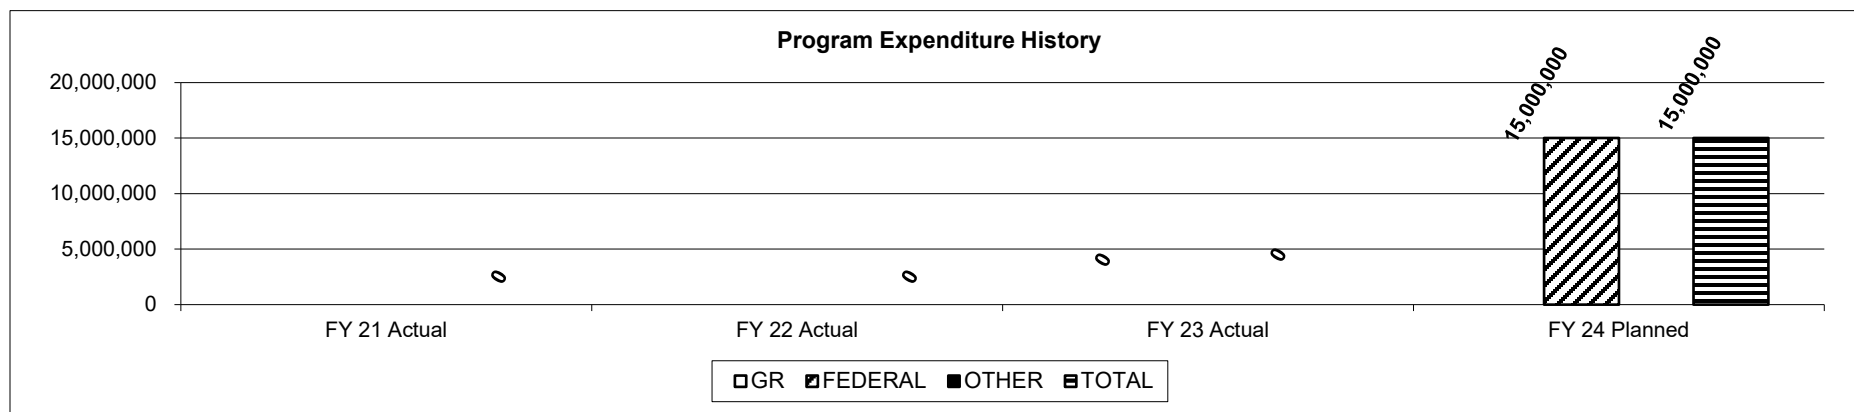 Program Expenditure History
20,000,000
15,000,000
10,000,000
5,000,000
0
0
0
0
0
15,000,000
15,000,000
FY 21 Actual
FY 22 Actual
FY 23 Actual
FY 24 Planned
GR FEDERAL OTHER TOTAL